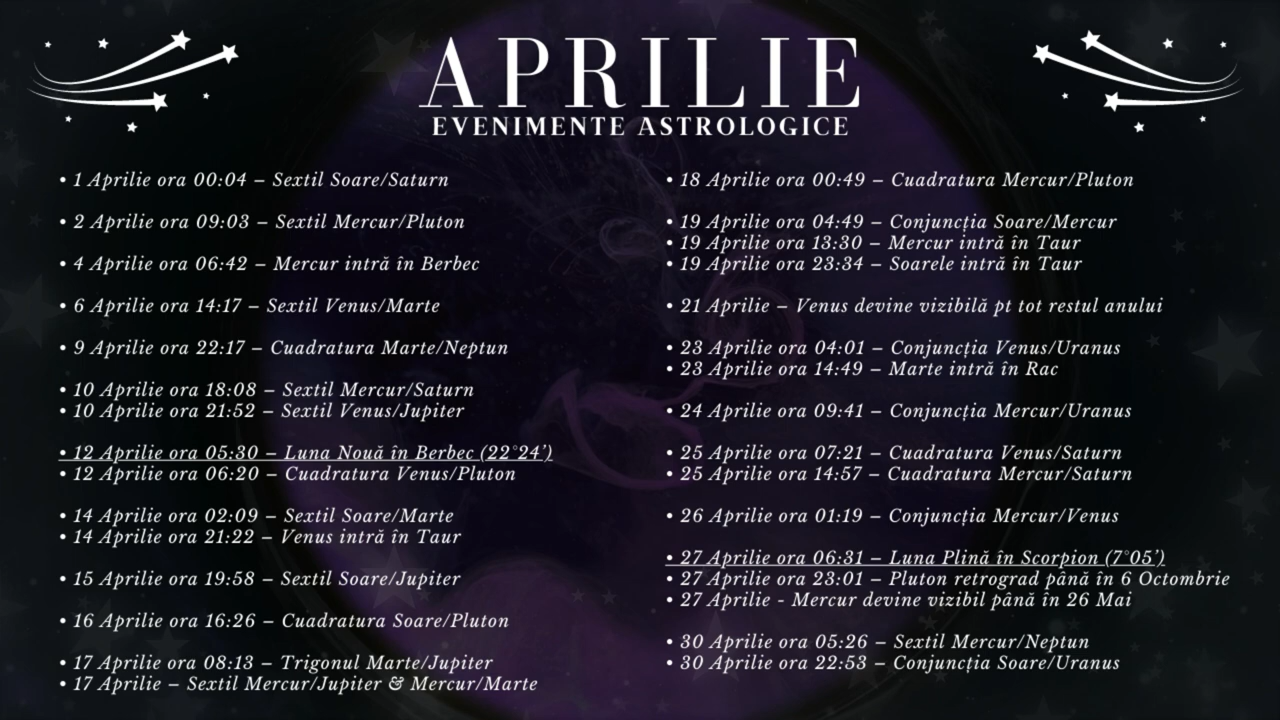 APRILIE
EVENIMENTE ASTROLOGICE
• 1 Aprilie ora 00:04 – Sextil Soare/Saturn
• 2 Aprilie ora 09:03 – Sextil Mercur/Pluton
• 4 Aprilie ora 06:42 – Mercur intră în Berbec
• 6 Aprilie ora 14:17 – Sextil Venus/Marte
• 9 Aprilie ora 22:17 – Cuadratura Marte/Neptun
• 10 Aprilie ora 18:08 – Sextil Mercur/Saturn
• 10 Aprilie ora 21:52 – Sextil Venus/Jupiter
• 12 Aprilie ora 05:30 – Luna Nouă în Berbec (22°24’)
• 12 Aprilie ora 06:20 – Cuadratura Venus/Pluton
• 14 Aprilie ora 02:09 – Sextil Soare/Marte
• 14 Aprilie ora 21:22 – Venus intră în Taur
• 15 Aprilie ora 19:58 – Sextil Soare/Jupiter
• 16 Aprilie ora 16:26 – Cuadratura Soare/Pluton
• 17 Aprilie ora 08:13 – Trigonul Marte/Jupiter
• 17 Aprilie – Sextil Mercur/Jupiter & Mercur/Marte
• 18 Aprilie ora 00:49 – Cuadratura Mercur/Pluton
• 19 Aprilie ora 04:49 – Conjuncția Soare/Mercur
• 19 Aprilie ora 13:30 – Mercur intră în Taur
• 19 Aprilie ora 23:34 – Soarele intră în Taur
• 21 Aprilie – Venus devine vizibilă pt tot restul anului
• 23 Aprilie ora 04:01 – Conjuncția Venus/Uranus
• 23 Aprilie ora 14:49 – Marte intră în Rac
• 24 Aprilie ora 09:41 – Conjuncția Mercur/Uranus
• 25 Aprilie ora 07:21 – Cuadratura Venus/Saturn
• 25 Aprilie ora 14:57 – Cuadratura Mercur/Saturn
• 26 Aprilie ora 01:19 – Conjuncția Mercur/Venus
• 27 Aprilie ora 06:31 – Luna Plină în Scorpion (7°05’)
• 27 Aprilie ora 23:01 – Pluton retrograd până în 6 Octombrie
• 27 Aprilie - Mercur devine vizibil până în 26 Mai
• 30 Aprilie ora 05:26 – Sextil Mercur/Neptun
• 30 Aprilie ora 22:53 – Conjuncția Soare/Uranus